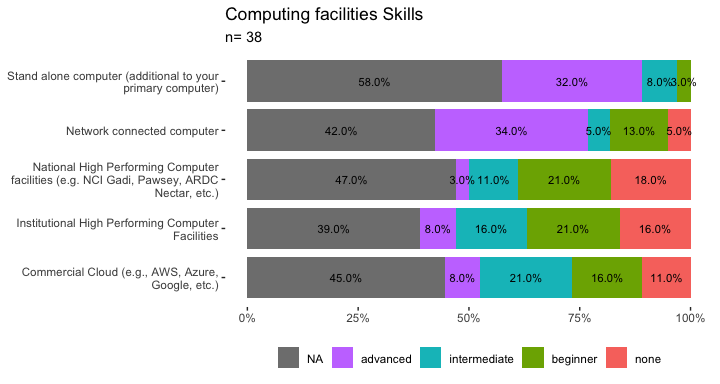 Computing facilities Skills
n= 38
Stand alone computer (additional to your
primary computer)
58.0% 32.0% 8.0% 3.0%
Network connected computer
42.0% 34.0% 5.0% 13.0% 5.0%
National High Performing Computer
facilities (e.g. NCI Gadi, Pawsey, ARDC
Nectar, etc.)
47.0% 3.0% 11.0% 21.0% 18.0%
Institutional High Performing Computer
Facilities
39.0% 8.0% 16.0% 21.0% 16.0%
Commercial Cloud (e.g., AWS, Azure,
Google, etc.)
45.0% 8.0% 21.0% 16.0% 11.0%
0% 25% 50% 75% 100%
NA advanced intermediate beginner none